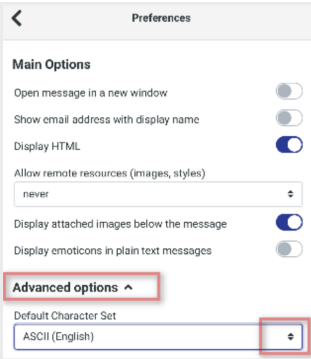 Preferences
Main Options
Open message in a new window
Show email address with display name
Display HTML
Allow remote resources (images, styles)
never
Display attached images below the message
Display emoticons in plain text messages
Advanced options
Default Character Set
ASCII (English)